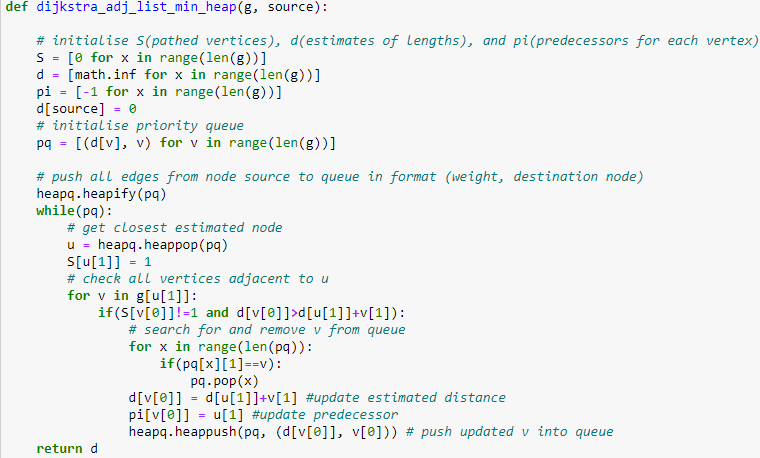 def dijkstra_adj_list_min_heap(g, source):
# initialise S(pathed vertices), d(estimates of lengths), and pi(predecessors for each vertex)
S = [0 for x in range(len(g))]
d = [math.inf for x in range(len(g))]
pi = [-1 for x in range(len(g))]
d[source] = 0
# initialise priority queue
pq = [(d[v], v) for v in range(len(g))]
# push all edges from node source to queue in format (weight, destination node)
heapq.heapify(pq)
while(pq):
# get closest estimated node
u = heapq.heappop(pq)
S[u[1]] = 1
# check all vertices adjacent to u
for v in g[u[1]]:
if(S[v[0]]!=1 and d[v[0]]>d[u[1]]+v[1]):
# search for and remove v from queue
for x in range(len(pq)):
if(pq[x][1]==v):
pq.pop(x)
d[v[0]] = d[u[1]]+v[1] #update estimated distance
pi[v[0]] = u[1] #update predecessor
heapq.heappush(pq, (d[v[0]], v[0])) # push updated v into queue
return d